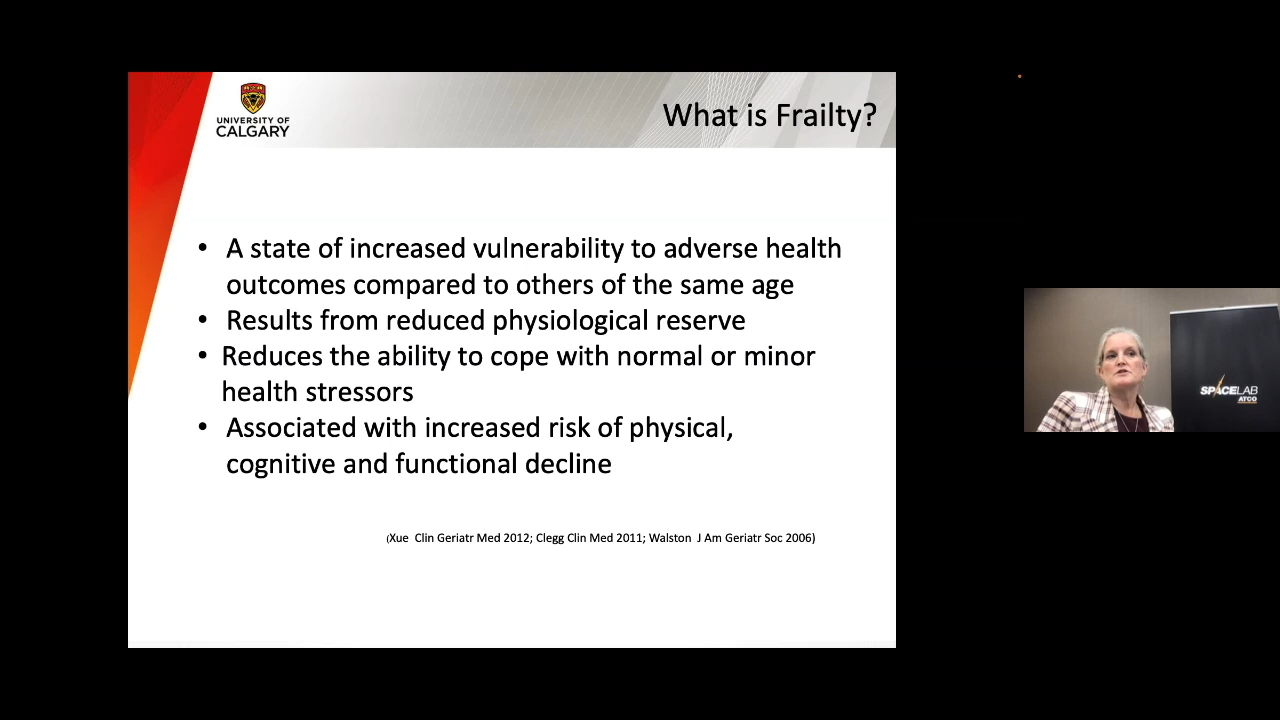 UNIVERSITY OF
CALGARY
What is Frailty?
• A state of increased vulnerability to adverse health
outcomes compared to others of the same age
• Results from reduced physiological reserve
• Reduces the ability to cope with normal or minor
health stressors
• Associated with increased risk of physical,
cognitive and functional decline
(Xue Clin Geriatr Med 2012; Clegg Clin Med 2011; Walston J Am Geriatr Soc 2006)
SPACELAB
ATCO